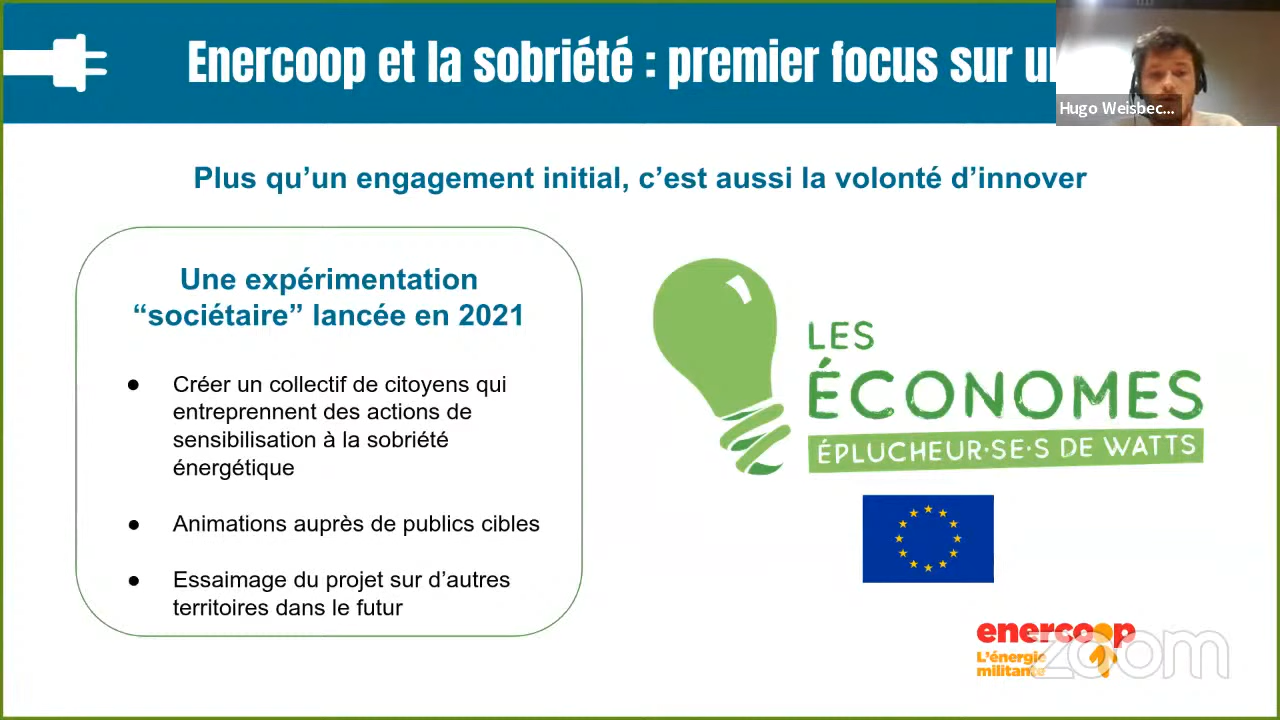 Enercoop et la sobriété : premier focus sur
Hugo Weisbec...
Plus qu’un engagement initial, c’est aussi la volonté d’innover
Une expérimentation
“sociétaire” lancée en 2021
● Créer un collectif de citoyens qui
entreprennent des actions de
sensibilisation à la sobriété
énergétique
● Animations auprès de publics cibles
● Essaimage du projet sur d’autres
territoires dans le futur
LES
ÉCONOMES
ÉPLUCHEUR·SE·S DE WATTS
enercoop
L’énergie
militante
zoom